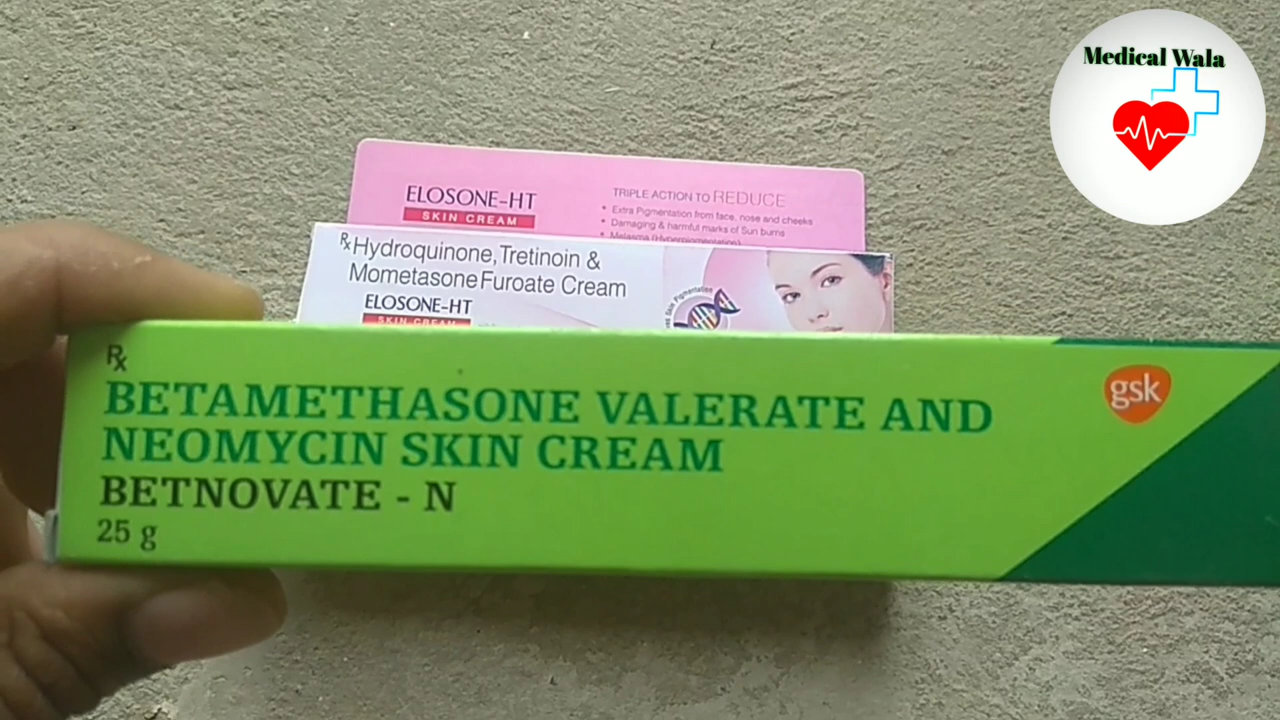 Medical Wala
ELOSONE-HT
SKIN CREAM
TRIPLE ACTION TO REDUCE
• Extra Pigmentation from face, nose and cheeks
• Damaging & harmful marks of Sun burns
• Melasma (Hyperpigmentation)
Rx Hydroquinone, Tretinoin &
Mometasone Furoate Cream
ELOSONE-HT
SKIN CREAM
Skin Pigmentation
Rx
BETAMETHASONE VALERATE AND
NEOMYCIN SKIN CREAM
BETNOVATE - N
25 g
gsk